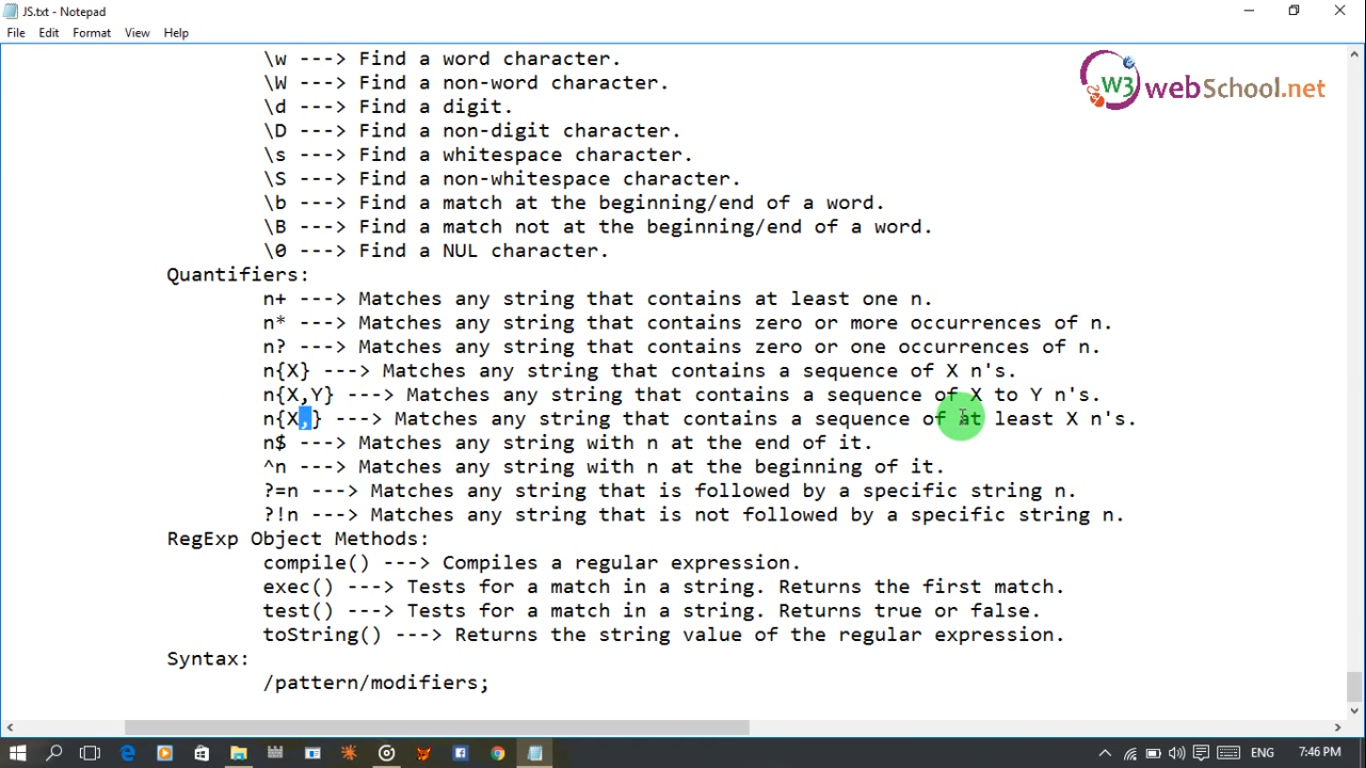 JS.txt - Notepad
File Edit Format View Help
W3 webSchool.net
\w ---> Find a word character.
\W ---> Find a non-word character.
\d ---> Find a digit.
\D ---> Find a non-digit character.
\s ---> Find a whitespace character.
\S ---> Find a non-whitespace character.
\b ---> Find a match at the beginning/end of a word.
\B ---> Find a match not at the beginning/end of a word.
\0 ---> Find a NUL character.
Quantifiers:
n+ ---> Matches any string that contains at least one n.
n* ---> Matches any string that contains zero or more occurrences of n.
n? ---> Matches any string that contains zero or one occurrences of n.
n{X} ---> Matches any string that contains a sequence of X n's.
n{X,Y} ---> Matches any string that contains a sequence of X to Y n's.
n{X,} ---> Matches any string that contains a sequence of at least X n's.
n$ ---> Matches any string with n at the end of it.
^n ---> Matches any string with n at the beginning of it.
?=n ---> Matches any string that is followed by a specific string n.
?!n ---> Matches any string that is not followed by a specific string n.
RegExp Object Methods:
compile() ---> Compiles a regular expression.
exec() ---> Tests for a match in a string. Returns the first match.
test() ---> Tests for a match in a string. Returns true or false.
toString() ---> Returns the string value of the regular expression.
Syntax:
/pattern/modifiers;
ENG 7:46 PM